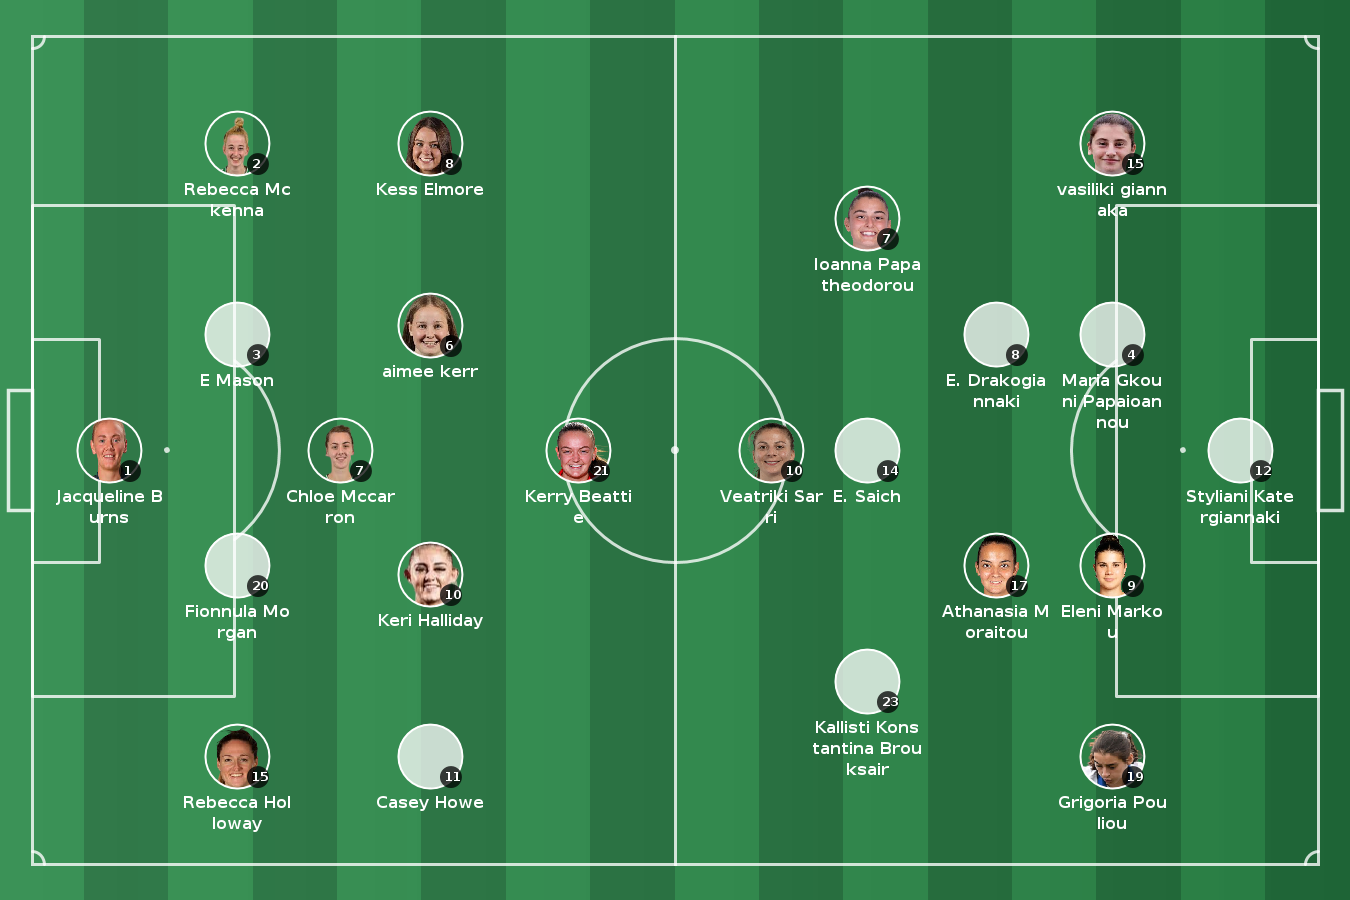 2
Rebecca Mc
kenna
8
Kess Elmore
15
vasiliki giann
aka
7
Ioanna Papa
theodorou
3
E Mason
6
aimee kerr
8
E. Drakogia
nnaki
4
Maria Gkou
ni Papaioan
nou
1
Jacqueline B
urns
7
Chloe Mccar
ron
21
Kerry Beatti
e
10
Veatriki Sar
ri
14
E. Saich
12
Styliani Kate
rgiannaki
20
Fionnula Mo
rgan
10
Keri Halliday
17
Athanasia M
oraitou
9
Eleni Marko
u
23
Kallisti Kons
tantina Brou
ksair
15
Rebecca Hol
loway
11
Casey Howe
19
Grigoria Pou
liou